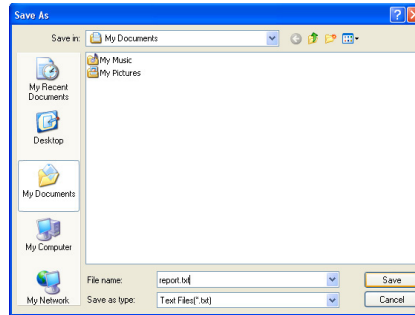 Save As
Save in: My Documents
My Music
My Pictures
My Recent
Documents
Desktop
My Documents
My Computer
File name: report.txt Save
My Network Save as type: Text Files(*.txt) Cancel